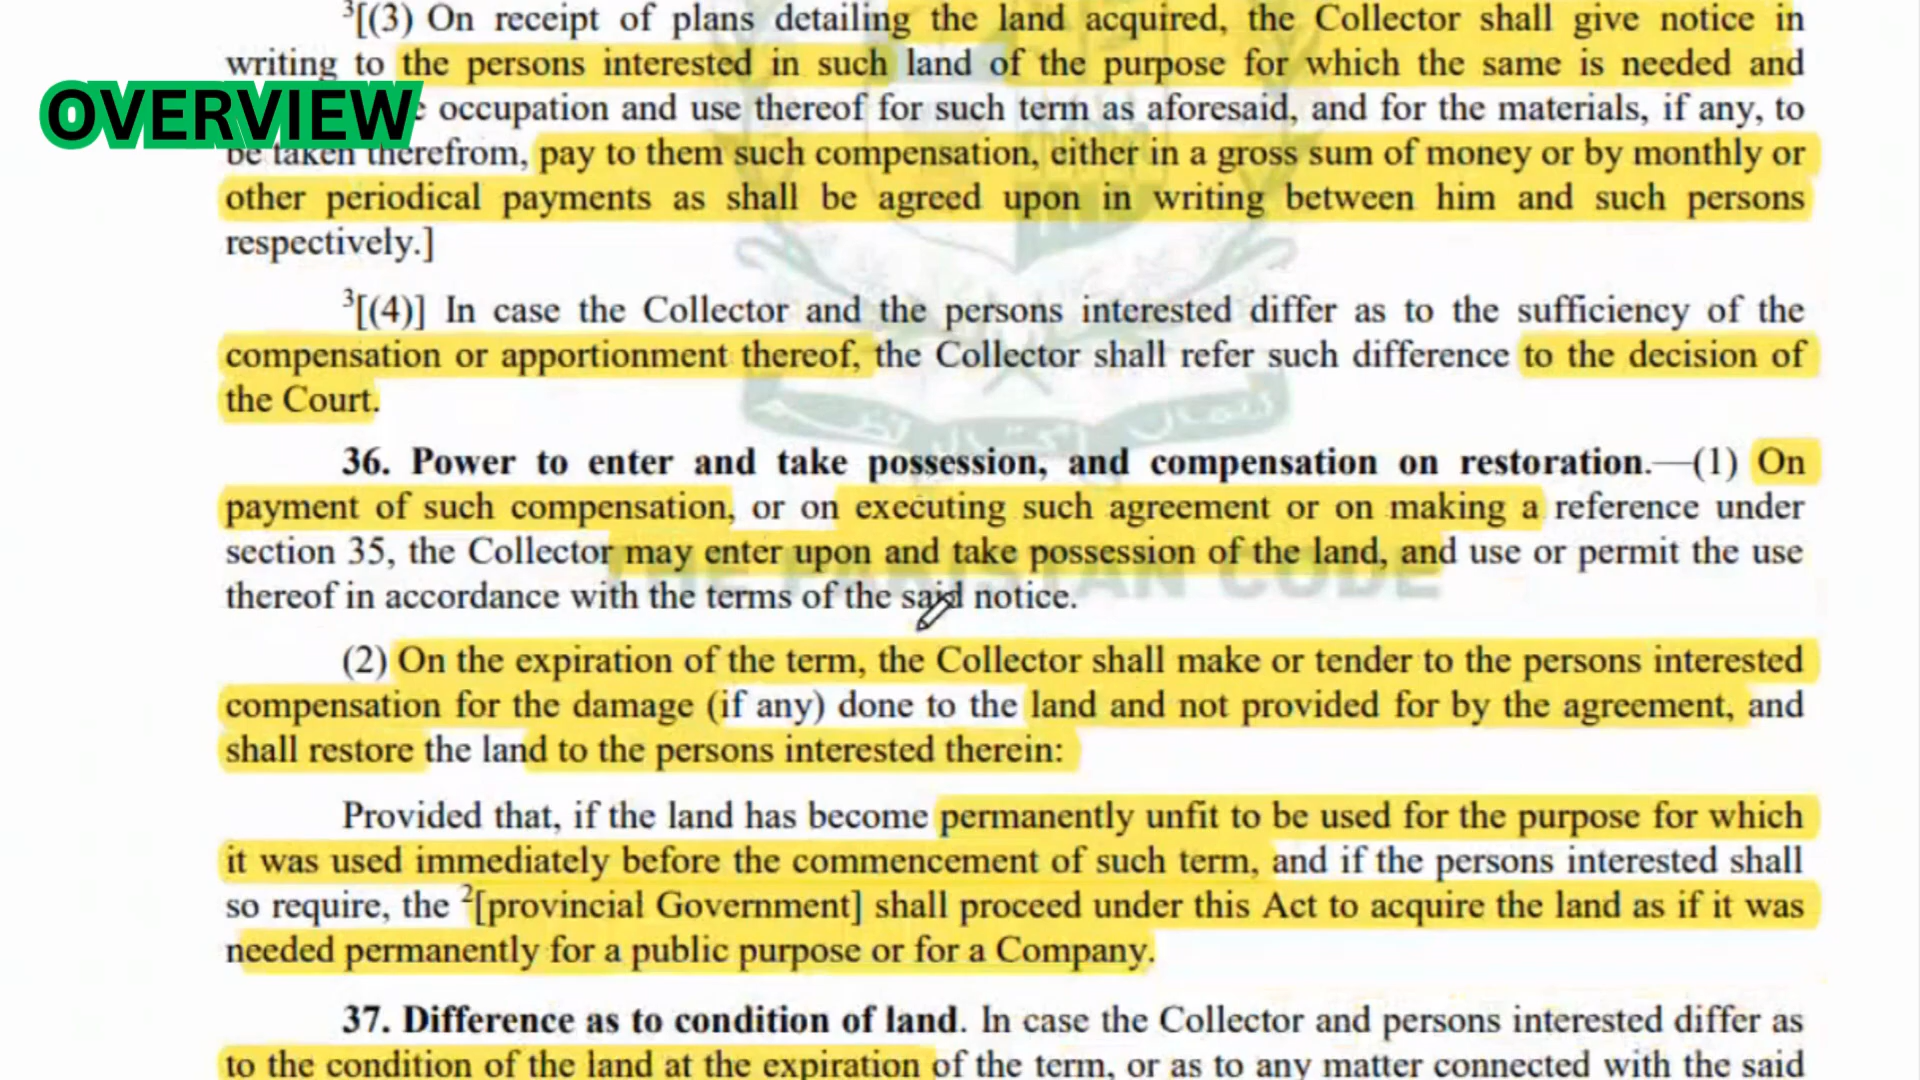 ³[(3) On receipt of plans detailing the land acquired, the Collector shall give notice in
writing to the persons interested in such land of the purpose for which the same is needed and
OVERVIEW
occupation and use thereof for such term as aforesaid, and for the materials, if any, to
be taken therefrom, pay to them such compensation, either in a gross sum of money or by monthly or
other periodical payments as shall be agreed upon in writing between him and such persons
respectively.]
³[(4)] In case the Collector and the persons interested differ as to the sufficiency of the
compensation or apportionment thereof, the Collector shall refer such difference to the decision of
the Court.
36. Power to enter and take possession, and compensation on restoration.—(1) On
payment of such compensation, or on executing such agreement or on making a reference under
section 35, the Collector may enter upon and take possession of the land, and use or permit the use
THE PAKISTAN CODE
thereof in accordance with the terms of the said notice.
(2) On the expiration of the term, the Collector shall make or tender to the persons interested
compensation for the damage (if any) done to the land and not provided for by the agreement, and
shall restore the land to the persons interested therein:
Provided that, if the land has become permanently unfit to be used for the purpose for which
it was used immediately before the commencement of such term, and if the persons interested shall
so require, the ²[provincial Government] shall proceed under this Act to acquire the land as if it was
needed permanently for a public purpose or for a Company.
37. Difference as to condition of land. In case the Collector and persons interested differ as
to the condition of the land at the expiration of the term, or as to any matter connected with the said